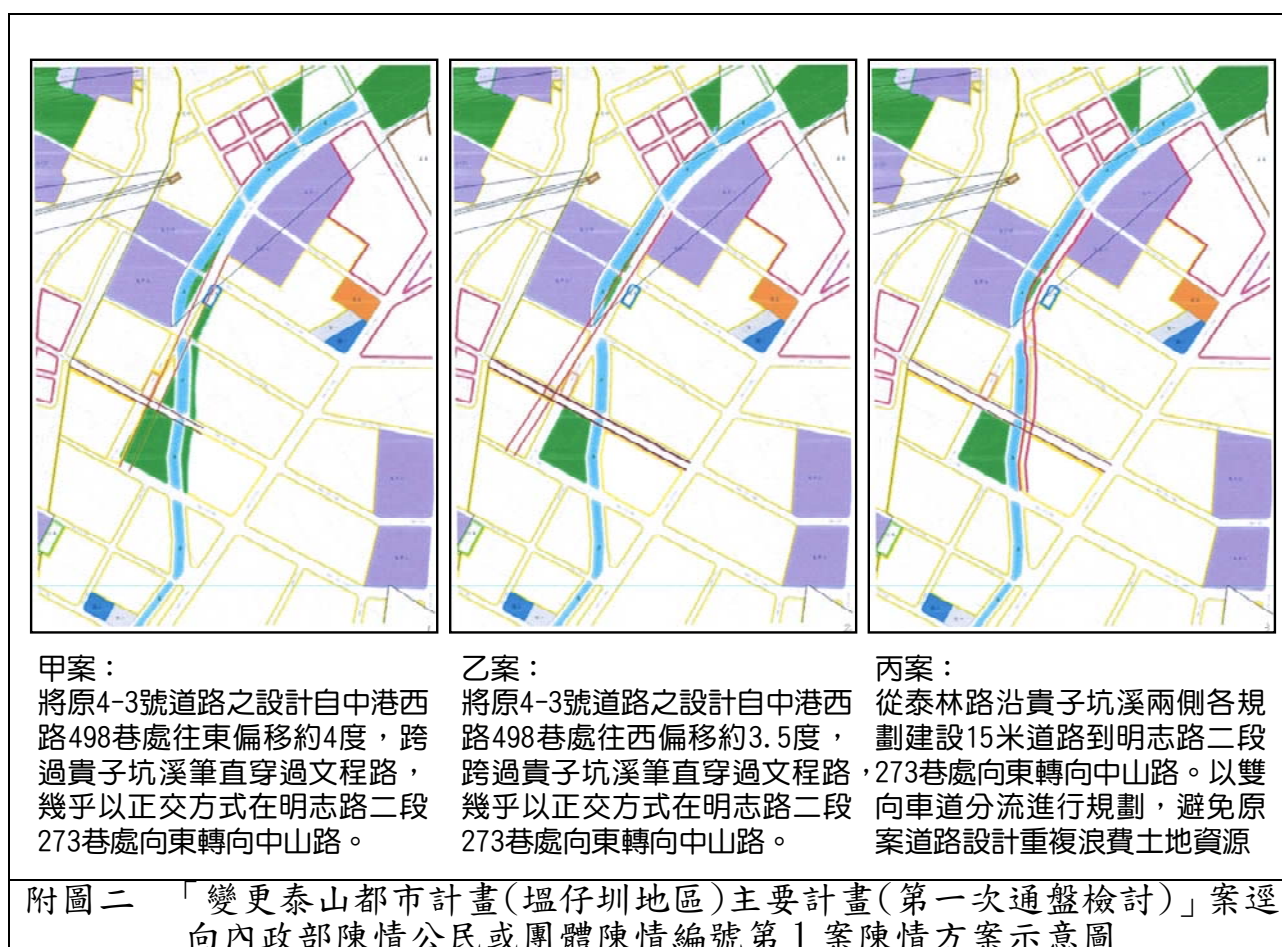 甲案：
將原4-3號道路之設計自中港西
路498巷處往東偏移約4度，跨
過貴子坑溪筆直穿過文程路，
幾乎以正交方式在明志路二段
273巷處向東轉向中山路。
乙案：
將原4-3號道路之設計自中港西
路498巷處往西偏移約3.5度，
跨過貴子坑溪筆直穿過文程路，
幾乎以正交方式在明志路二段
273巷處向東轉向中山路。
丙案：
從泰林路沿貴子坑溪兩側各規
劃建設15米道路到明志路二段
273巷處向東轉向中山路。以雙
向車道分流進行規劃，避免原
案道路設計重複浪費土地資源
附圖二 「變更泰山都市計畫(塭仔圳地區)主要計畫(第一次通盤檢討)」案逕
向內政部陳情公民或團體陳情編號第1案陳情方案示意圖